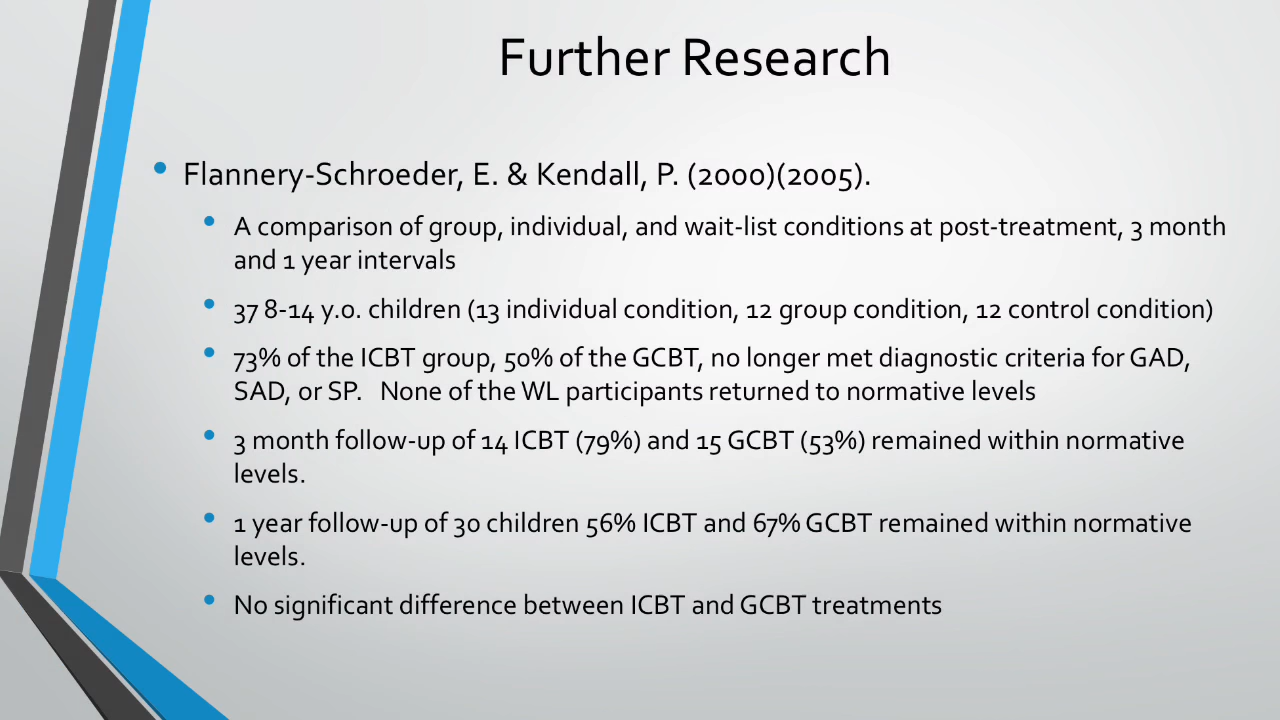 Further Research
• Flannery-Schroeder, E. & Kendall, P. (2000)(2005).
• A comparison of group, individual, and wait-list conditions at post-treatment, 3 month
and 1 year intervals
• 37 8-14 y.o. children (13 individual condition, 12 group condition, 12 control condition)
• 73% of the ICBT group, 50% of the GCBT, no longer met diagnostic criteria for GAD,
SAD, or SP.   None of the WL participants returned to normative levels
• 3 month follow-up of 14 ICBT (79%) and 15 GCBT (53%) remained within normative
levels.
• 1 year follow-up of 30 children 56% ICBT and 67% GCBT remained within normative
levels.
• No significant difference between ICBT and GCBT treatments